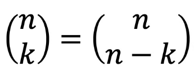 (n k) = (n n − k)